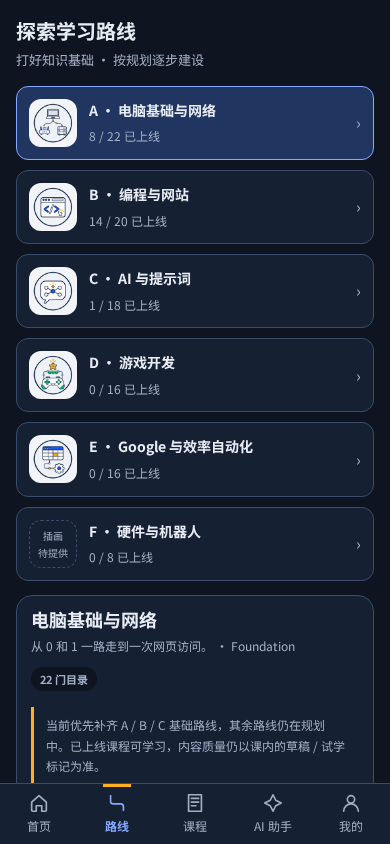 探索学习路线
打好知识基础 · 按规划逐步建设
A · 电脑基础与网络
8 / 22 已上线
›
B · 编程与网站
14 / 20 已上线
›
C · AI 与提示词
1 / 18 已上线
›
D · 游戏开发
0 / 16 已上线
›
E · Google 与效率自动化
0 / 16 已上线
›
插画
待提供
F · 硬件与机器人
0 / 8 已上线
›
电脑基础与网络
从 0 和 1 一路走到一次网页访问。 · Foundation
22 门目录
当前优先补齐 A / B / C 基础路线，其余路线仍在规划
中。已上线课程可学习，内容质量仍以课内的草稿 / 试学
标记为准。
首页
路线
课程
AI 助手
我的